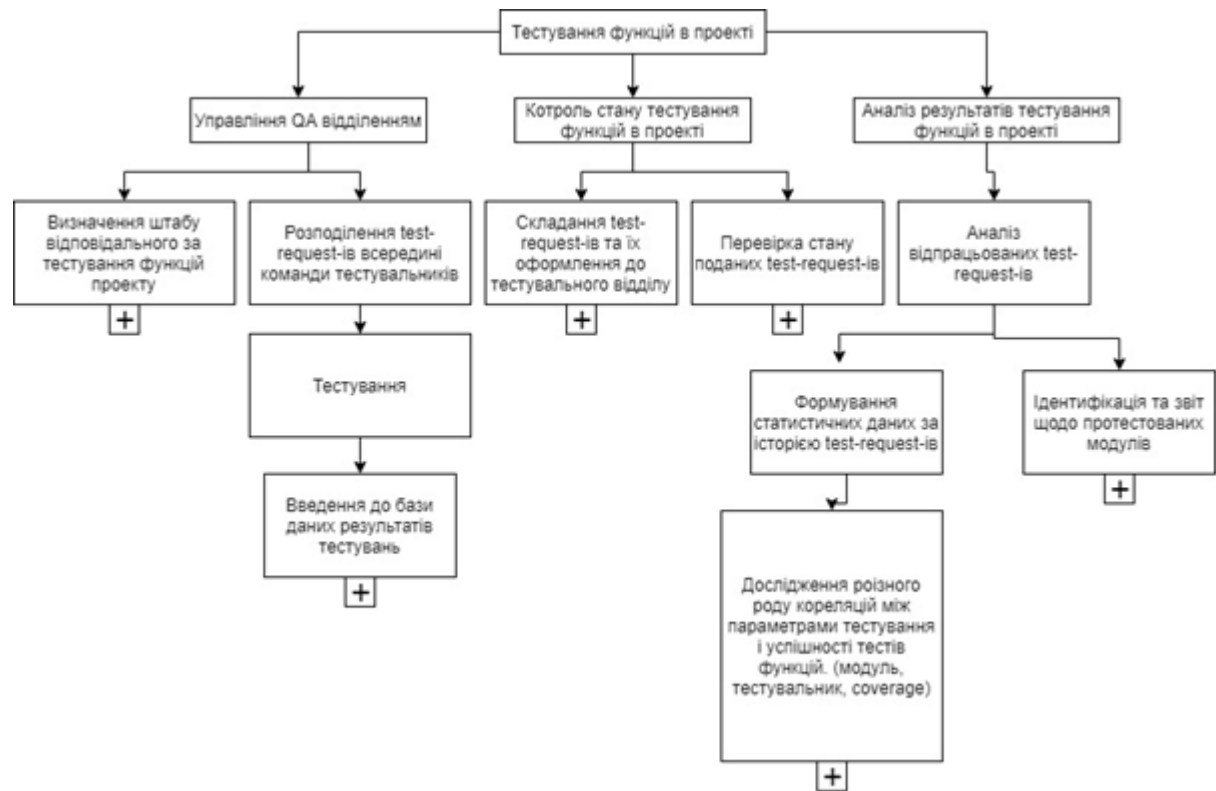 Тестування функцій в проекті
Управління QA відділенням
Котроль стану тестування
функцій в проекті
Аналіз результатів тестування
функцій в проекті
Визначення штабу
відповідального за
тестування функцій
проекту
+
Розподілення test-
request-ів всередині
команди тестувальників
Складання test-
request-ів та їх
оформлення до
тестувального відділу
+
Перевірка стану
поданих test-request-ів
+
Аналіз
відпрацьованих test-
request-ів
Тестування
Введення до бази
даних результатів
тестувань
+
Формування
статистичних даних за
історією test-request-ів
Ідентифікація та звіт
щодо протестованих
модулів
+
Дослідження роізного
роду кореляцій між
параметрами тестування
і успішності тестів
функцій. (модуль,
тестувальник, coverage)
+